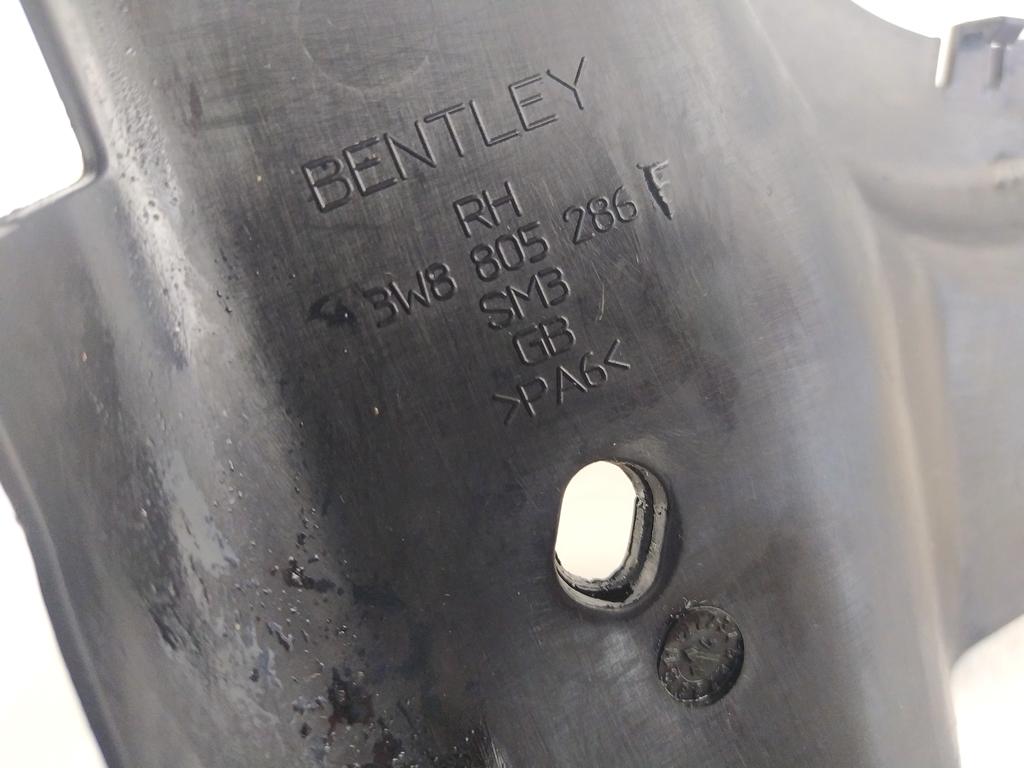 BENTLEY
RH
3W8 805 286 F
SMB
GB
>PA6<